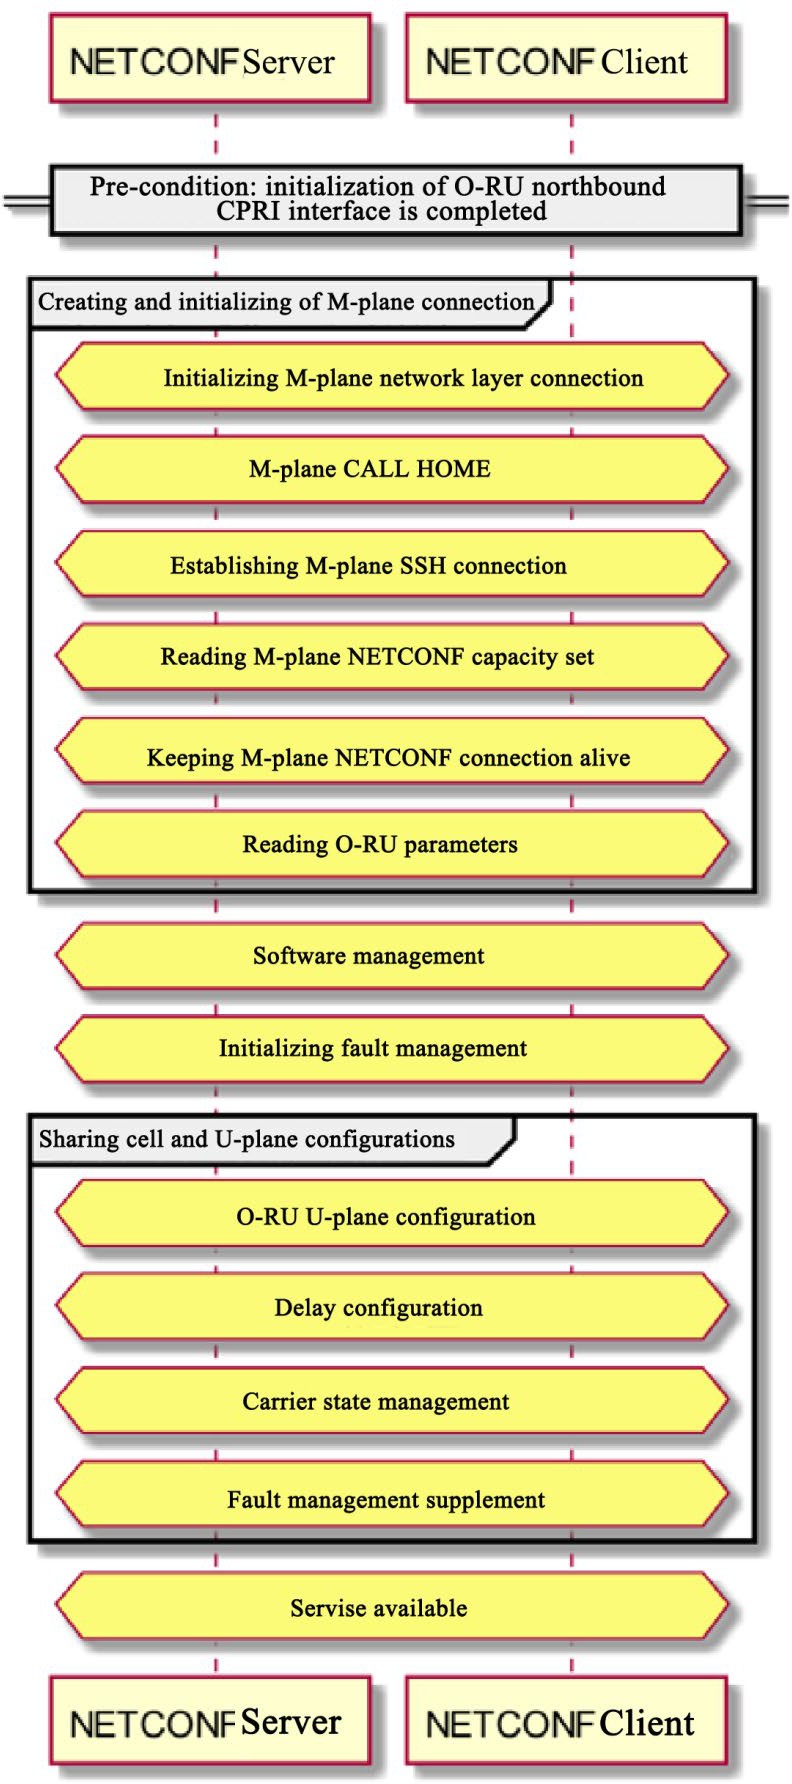 NETCONF Server
NETCONF Client
Pre-condition: initialization of O-RU northbound
CPRI interface is completed
Creating and initializing of M-plane connection
Initializing M-plane network layer connection
M-plane CALL HOME
Establishing M-plane SSH connection
Reading M-plane NETCONF capacity set
Keeping M-plane NETCONF connection alive
Reading O-RU parameters
Software management
Initializing fault management
Sharing cell and U-plane configurations
O-RU U-plane configuration
Delay configuration
Carrier state management
Fault management supplement
Servise available
NETCONF Server
NETCONF Client